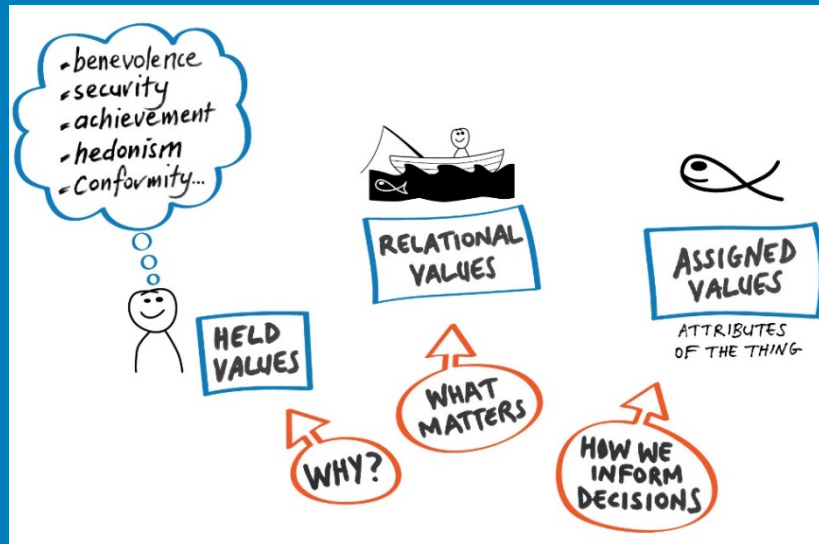 -benevolence
-security
-achievement
-hedonism
-conformity...
HELD
VALUES
RELATIONAL
VALUES
ASSIGNED
VALUES
ATTRIBUTES
OF THE THING
WHY?
WHAT
MATTERS
HOW WE
INFORM
DECISIONS